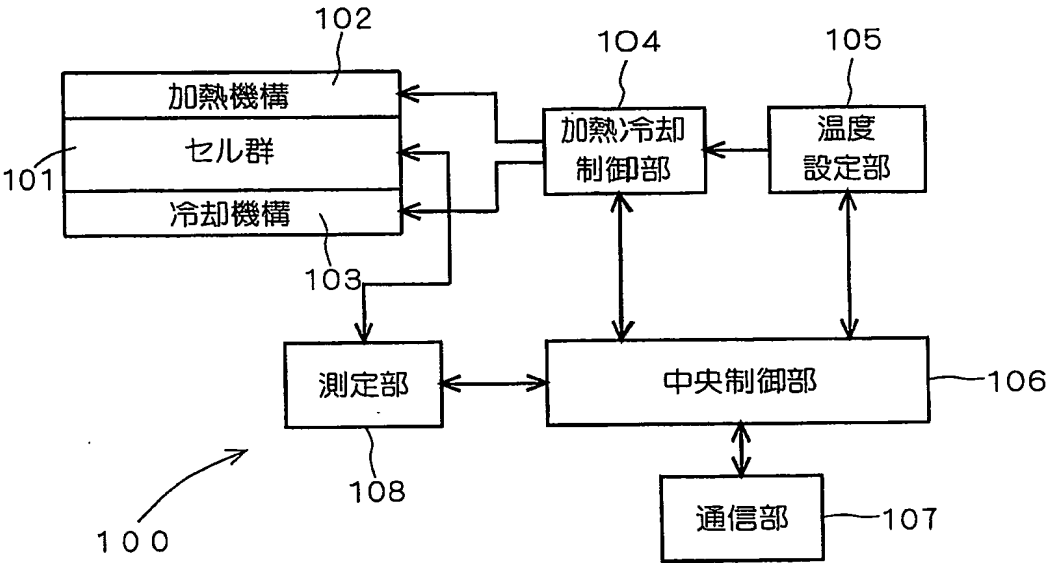 102
104
105
加熱機構
セル群
冷却機構
101
103
加熱冷却
制御部
温度
設定部
測定部
中央制御部
106
108
通信部
107
100